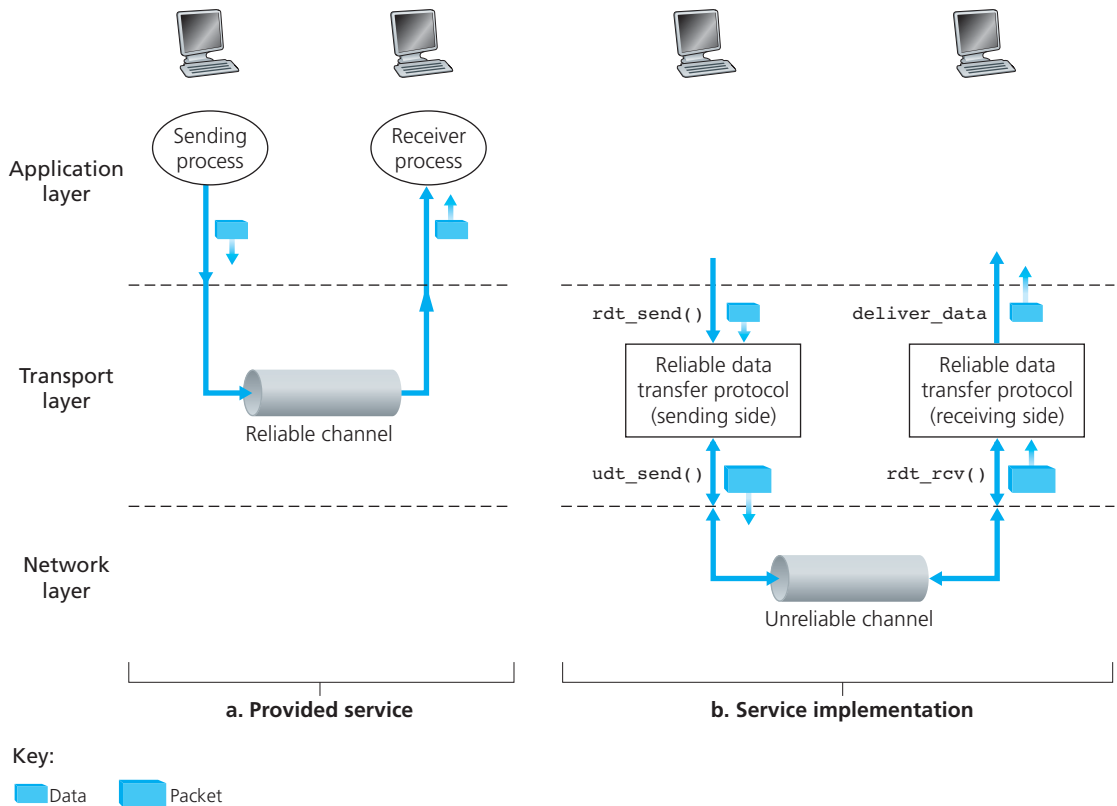 Sending
process
Receiver
process
Application
layer
rdt_send()
deliver_data
Transport
layer
Reliable channel
Reliable data
transfer protocol
(sending side)
Reliable data
transfer protocol
(receiving side)
udt_send()
rdt_rcv()
Network
layer
Unreliable channel
a. Provided service
b. Service implementation
Key:
Data
Packet